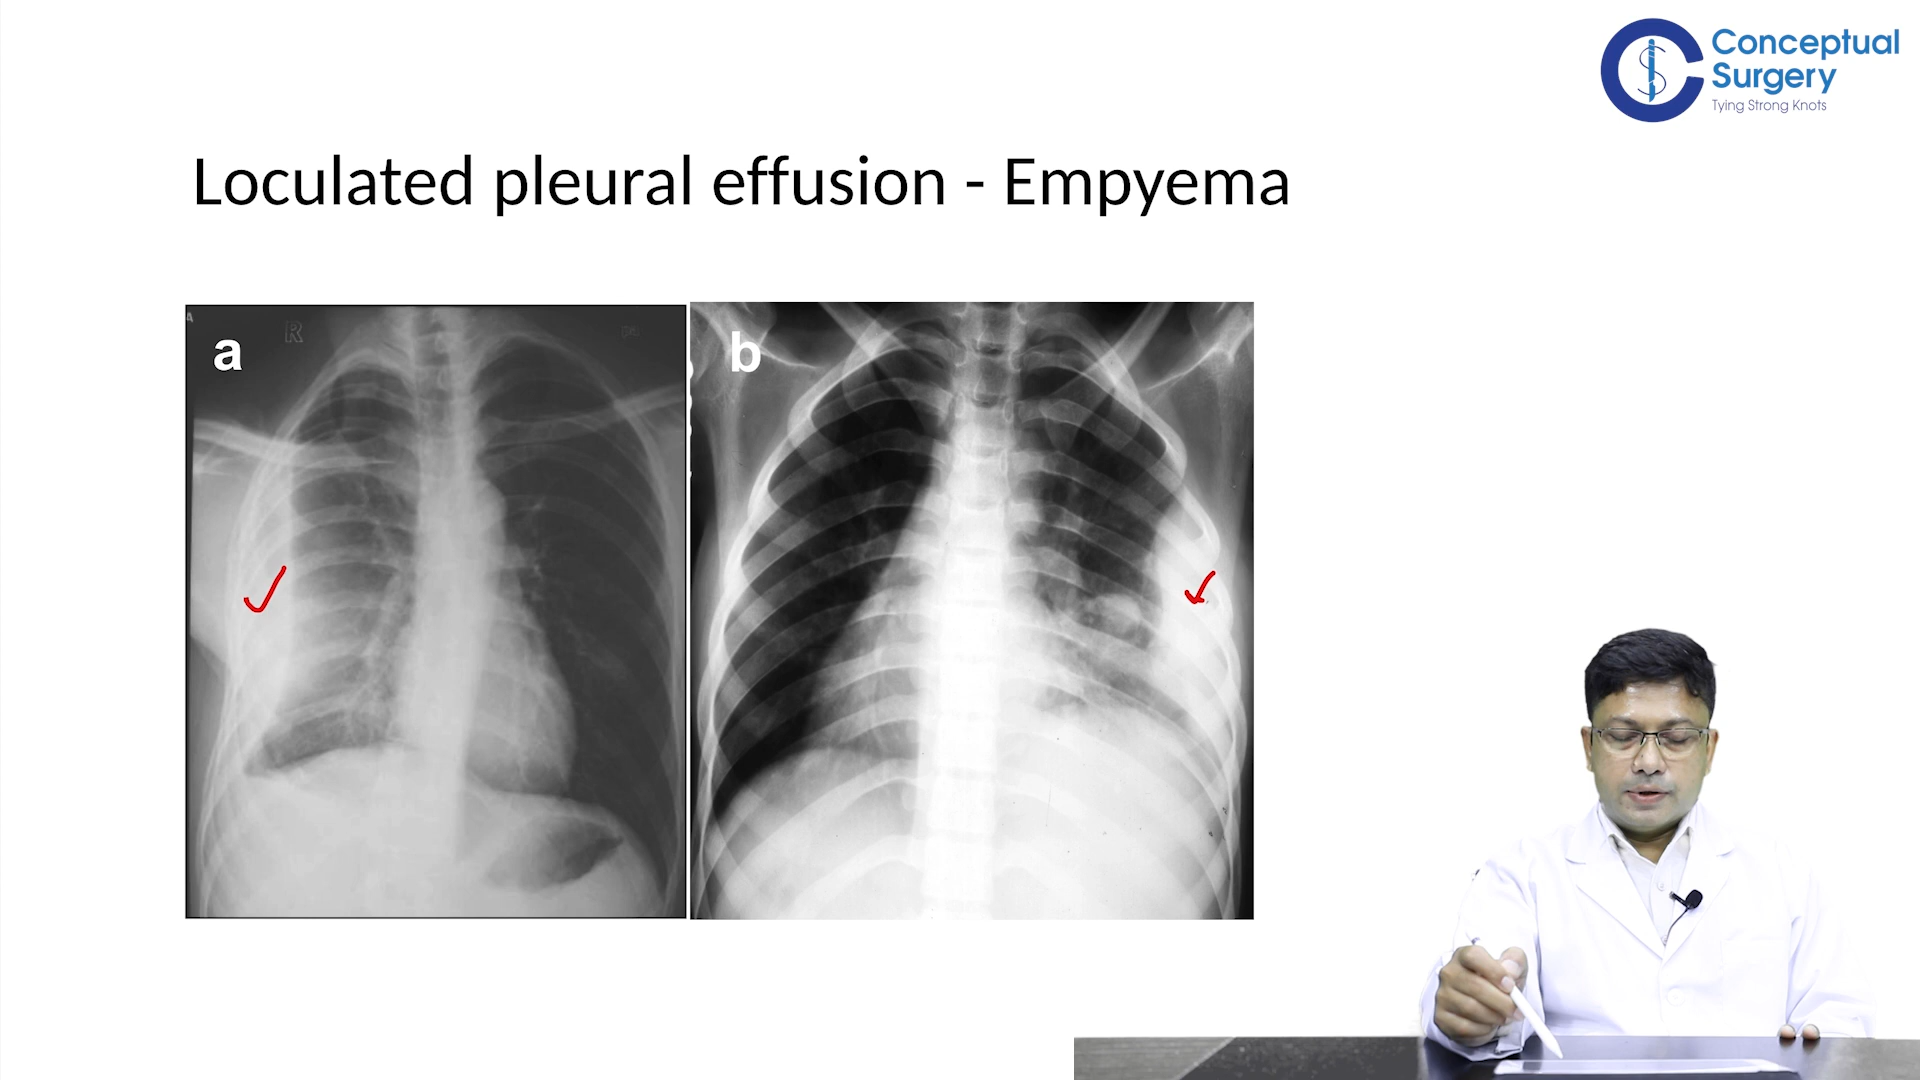 Conceptual
Surgery
Tying Strong Knots
Loculated pleural effusion - Empyema
a
R
b